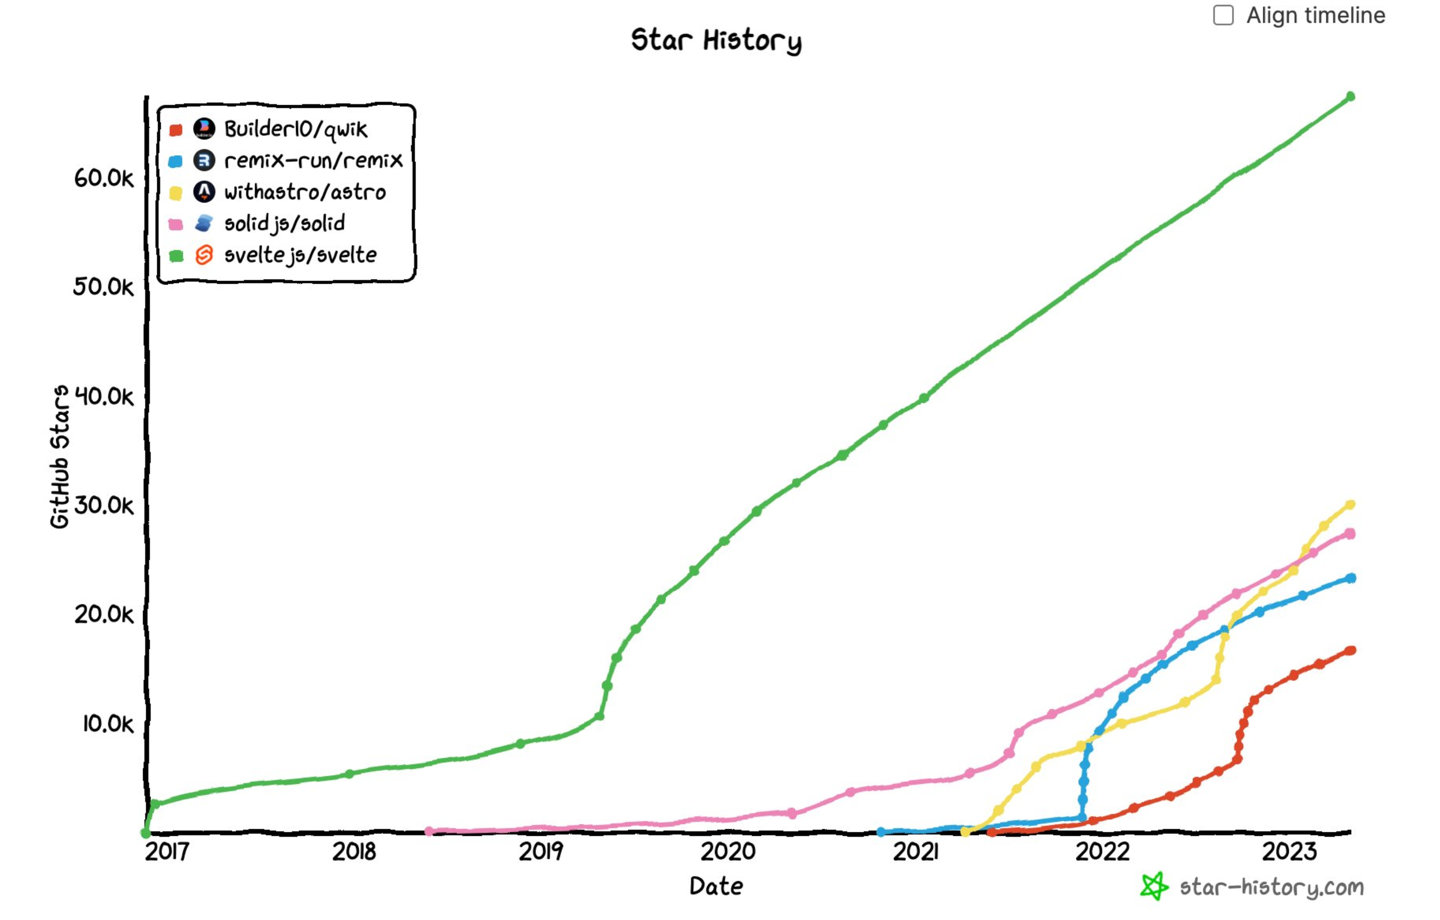 Align timeline
Star History
BuilderIO/qwik
remix-run/remix
withastro/astro
solidjs/solid
sveltejs/svelte
60.0k
50.0k
40.0k
30.0k
20.0k
10.0k
GitHub Stars
2017 2018 2019 2020 2021 2022 2023
Date
star-history.com